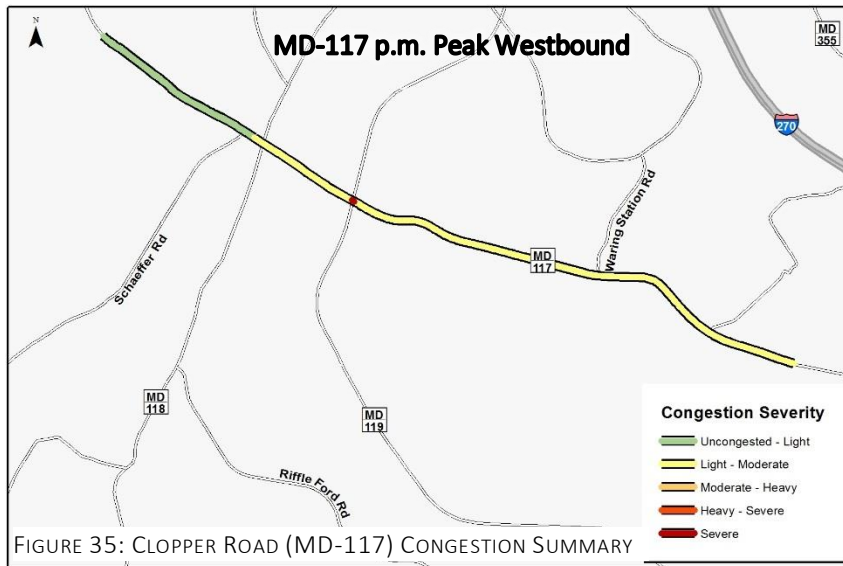 N
MD-117 p.m. Peak Westbound
MD
355
270
Waring Station Rd
MD
117
Schaeffer Rd
MD
118
MD
119
Riffle Ford Rd
Congestion Severity
Uncongested - Light
Light - Moderate
Moderate - Heavy
Heavy - Severe
Severe
FIGURE 35: CLOPPER ROAD (MD-117) CONGESTION SUMMARY